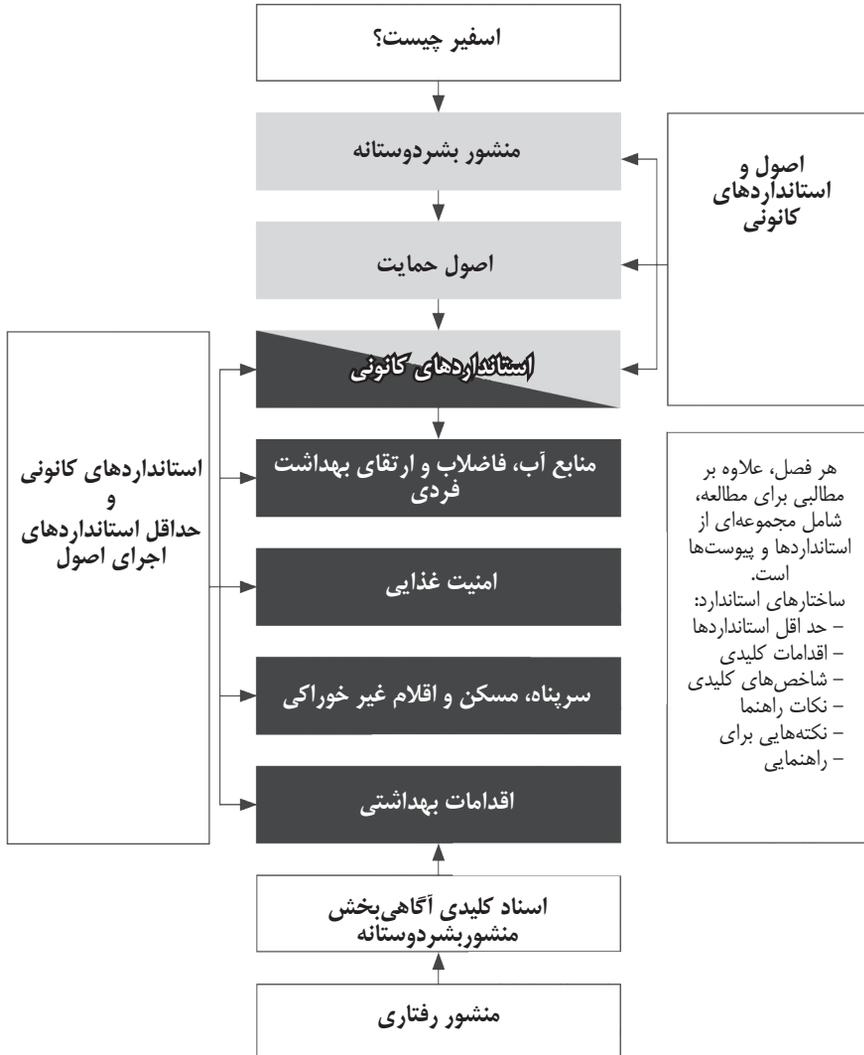 اسفیر چیست؟
منشور بشردوستانه
اصول و
استانداردهای
کانونی
اصول حمایت
استانداردهای کانونی
استانداردهای کانونی
و
حداقل استانداردهای
اجرای اصول
منابع آب، فاضلاب و ارتقای بهداشت
فردی
امنیت غذایی
سرپناه، مسکن و اقلام غیر خوراکی
اقدامات بهداشتی
هر فصل، علاوه بر
مطالبی برای مطالعه،
شامل مجموعه‌ای از
استانداردها و پیوست‌ها
است.
ساختارهای استاندارد:
– حد اقل استانداردها
– اقدامات کلیدی
– شاخص‌های کلیدی
– نکات راهنما
– نکته‌هایی برای
– راهنمایی
اسناد کلیدی آگاهی‌بخش
منشوربشردوستانه
منشور رفتاری